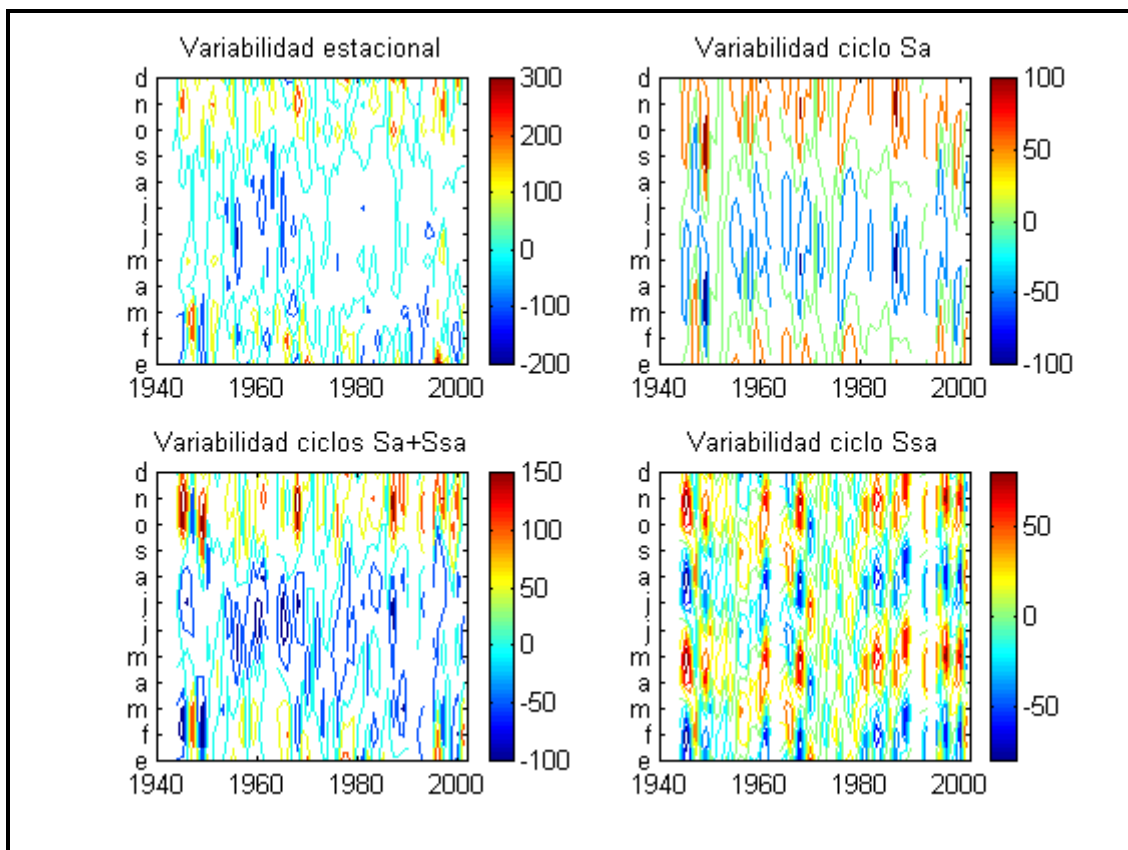 Variabilidad estacional
d
n
o
s
a
j
j
m
a
m
f
e
1940 1960 1980 2000
300
200
100
0
-100
-200
Variabilidad ciclo Sa
d
n
o
s
a
j
j
m
a
m
f
e
1940 1960 1980 2000
100
50
0
-50
-100
Variabilidad ciclos Sa+Ssa
d
n
o
s
a
j
j
m
a
m
f
e
1940 1960 1980 2000
150
100
50
0
-50
-100
Variabilidad ciclo Ssa
d
n
o
s
a
j
j
m
a
m
f
e
1940 1960 1980 2000
50
0
-50